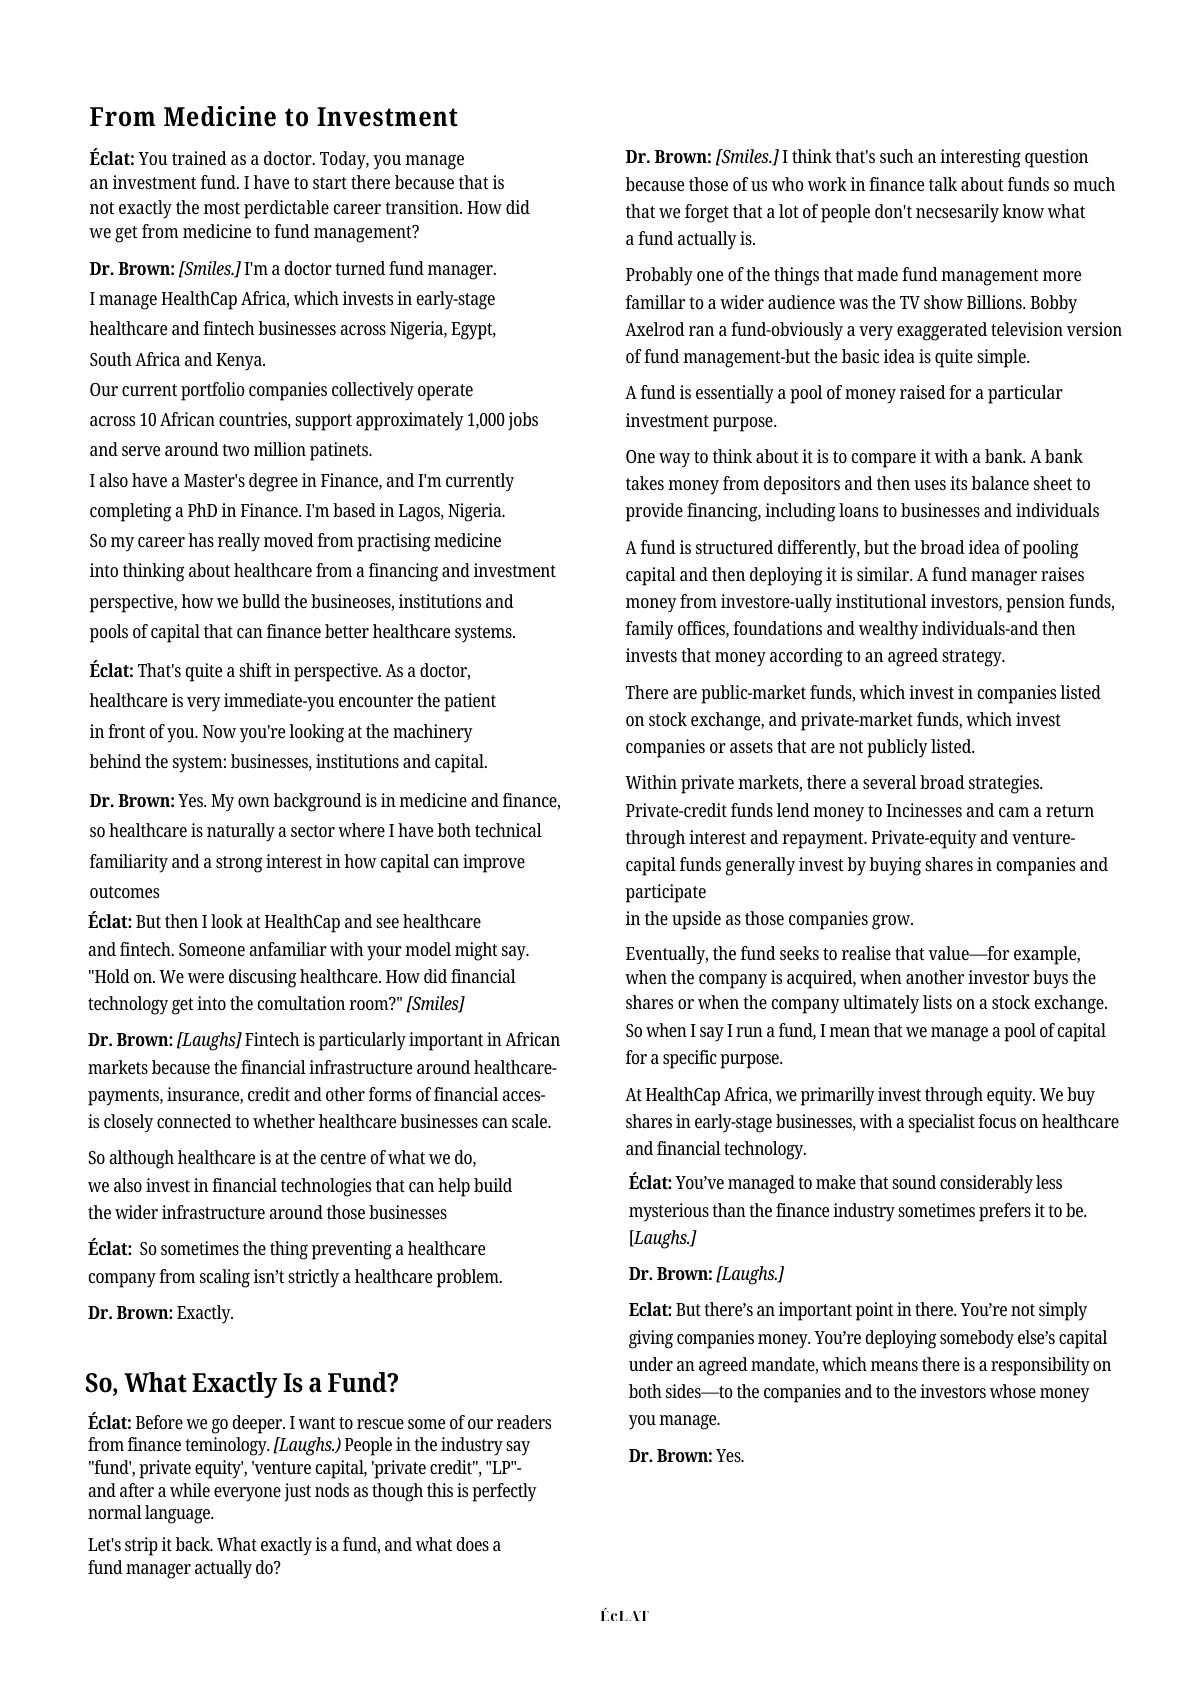 From Medicine to Investment
Éclat: You trained as a doctor. Today, you manage
an investment fund. I have to start there because that is
not exactly the most perdictable career transition. How did
we get from medicine to fund management?
Dr. Brown: [Smiles.] I'm a doctor turned fund manager.
I manage HealthCap Africa, which invests in early-stage
healthcare and fintech businesses across Nigeria, Egypt,
South Africa and Kenya.
Our current portfolio companies collectively operate
across 10 African countries, support approximately 1,000 jobs
and serve around two million patinets.
I also have a Master's degree in Finance, and I'm currently
completing a PhD in Finance. I'm based in Lagos, Nigeria.
So my career has really moved from practising medicine
into thinking about healthcare from a financing and investment
perspective, how we bulld the busineoses, institutions and
pools of capital that can finance better healthcare systems.
Éclat: That's quite a shift in perspective. As a doctor,
healthcare is very immediate-you encounter the patient
in front of you. Now you're looking at the machinery
behind the system: businesses, institutions and capital.
Dr. Brown: Yes. My own background is in medicine and finance,
so healthcare is naturally a sector where I have both technical
familiarity and a strong interest in how capital can improve
outcomes
Éclat: But then I look at HealthCap and see healthcare
and fintech. Someone anfamiliar with your model might say.
"Hold on. We were discusing healthcare. How did financial
technology get into the comultation room?" [Smiles]
Dr. Brown: [Laughs] Fintech is particularly important in African
markets because the financial infrastructure around healthcare-
payments, insurance, credit and other forms of financial acces-
is closely connected to whether healthcare businesses can scale.
So although healthcare is at the centre of what we do,
we also invest in financial technologies that can help build
the wider infrastructure around those businesses
Éclat: So sometimes the thing preventing a healthcare
company from scaling isn’t strictly a healthcare problem.
Dr. Brown: Exactly.
So, What Exactly Is a Fund?
Éclat: Before we go deeper. I want to rescue some of our readers
from finance teminology. [Laughs.) People in the industry say
"fund', private equity', 'venture capital, 'private credit", "LP"-
and after a while everyone just nods as though this is perfectly
normal language.
Let's strip it back. What exactly is a fund, and what does a
fund manager actually do?
Dr. Brown: [Smiles.] I think that's such an interesting question
because those of us who work in finance talk about funds so much
that we forget that a lot of people don't necsesarily know what
a fund actually is.
Probably one of the things that made fund management more
famillar to a wider audience was the TV show Billions. Bobby
Axelrod ran a fund-obviously a very exaggerated television version
of fund management-but the basic idea is quite simple.
A fund is essentially a pool of money raised for a particular
investment purpose.
One way to think about it is to compare it with a bank. A bank
takes money from depositors and then uses its balance sheet to
provide financing, including loans to businesses and individuals
A fund is structured differently, but the broad idea of pooling
capital and then deploying it is similar. A fund manager raises
money from investore-ually institutional investors, pension funds,
family offices, foundations and wealthy individuals-and then
invests that money according to an agreed strategy.
There are public-market funds, which invest in companies listed
on stock exchange, and private-market funds, which invest
companies or assets that are not publicly listed.
Within private markets, there a several broad strategies.
Private-credit funds lend money to Incinesses and cam a return
through interest and repayment. Private-equity and venture-
capital funds generally invest by buying shares in companies and
participate
in the upside as those companies grow.
Eventually, the fund seeks to realise that value—for example,
when the company is acquired, when another investor buys the
shares or when the company ultimately lists on a stock exchange.
So when I say I run a fund, I mean that we manage a pool of capital
for a specific purpose.
At HealthCap Africa, we primarilly invest through equity. We buy
shares in early-stage businesses, with a specialist focus on healthcare
and financial technology.
Éclat: You’ve managed to make that sound considerably less
mysterious than the finance industry sometimes prefers it to be.
[Laughs.]
Dr. Brown: [Laughs.]
Eclat: But there’s an important point in there. You’re not simply
giving companies money. You’re deploying somebody else’s capital
under an agreed mandate, which means there is a responsibility on
both sides—to the companies and to the investors whose money
you manage.
Dr. Brown: Yes.
ÉcLAT